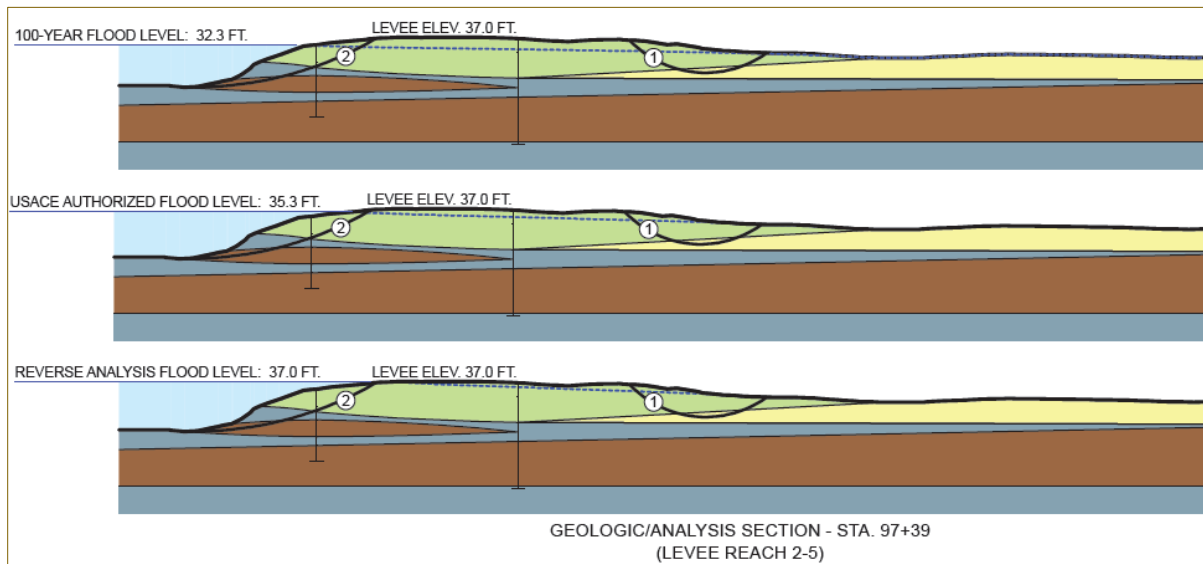 100-YEAR FLOOD LEVEL: 32.3 FT.
LEVEE ELEV. 37.0 FT.
2
1
USACE AUTHORIZED FLOOD LEVEL: 35.3 FT.
LEVEE ELEV. 37.0 FT.
2
1
REVERSE ANALYSIS FLOOD LEVEL: 37.0 FT.
LEVEE ELEV. 37.0 FT.
2
1
GEOLOGIC/ANALYSIS SECTION - STA. 97+39
(LEVEE REACH 2-5)